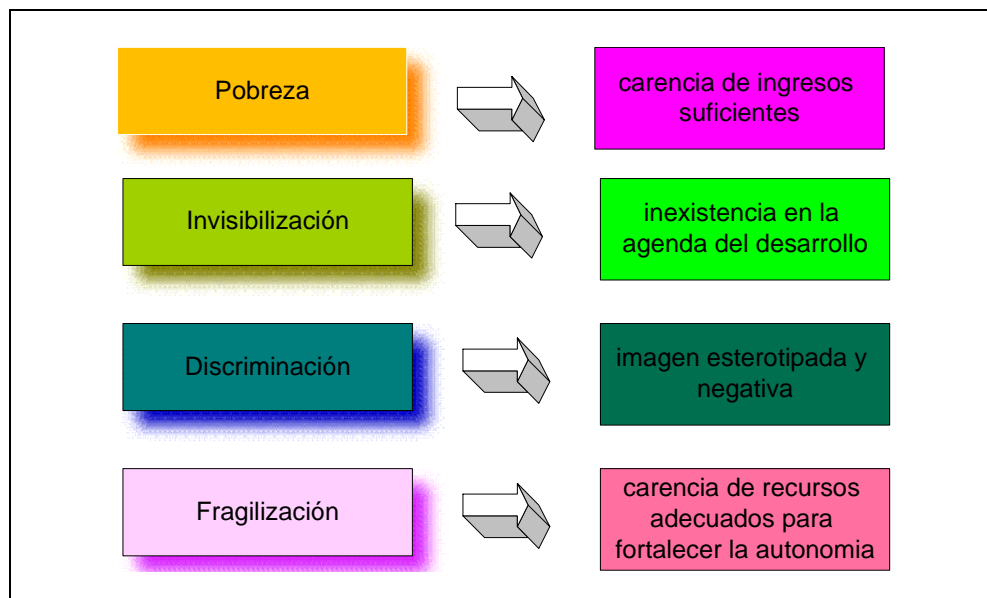 Pobreza
carencia de ingresos
suficientes
Invisibilización
inexistencia en la
agenda del desarrollo
Discriminación
imagen esterotipada y
negativa
Fragilización
carencia de recursos
adecuados para
fortalecer la autonomia